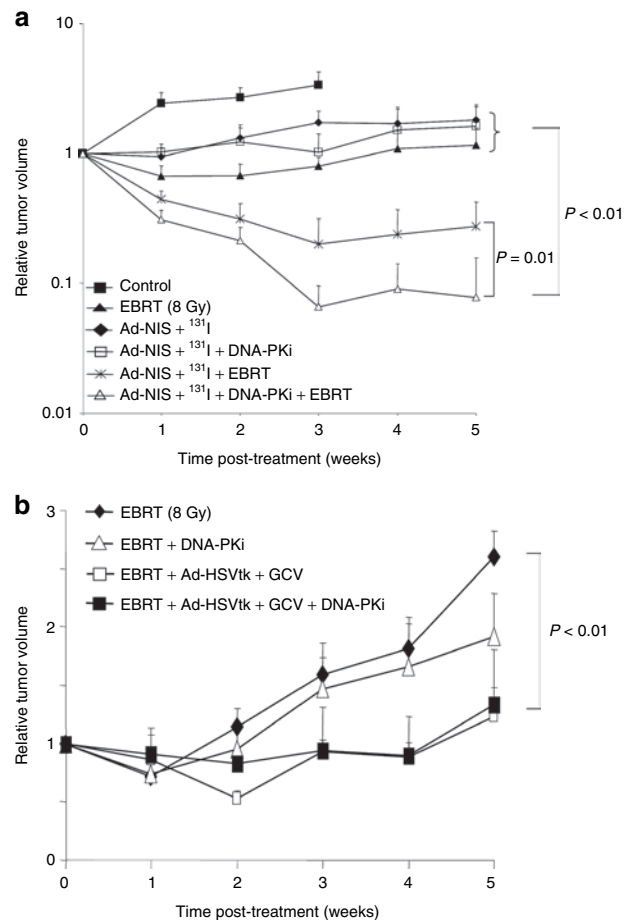 a
10
1
0.1
0.01
Relative tumor volume
Control
EBRT (8 Gy)
Ad-NIS + ¹³¹I
Ad-NIS + ¹³¹I + DNA-PKi
Ad-NIS + ¹³¹I + EBRT
Ad-NIS + ¹³¹I + DNA-PKi + EBRT
P = 0.01
P < 0.01
0 1 2 3 4 5
Time post-treatment (weeks)
b
3
2
1
0
Relative tumor volume
EBRT (8 Gy)
EBRT + DNA-PKi
EBRT + Ad-HSVtk + GCV
EBRT + Ad-HSVtk + GCV + DNA-PKi
P < 0.01
0 1 2 3 4 5
Time post-treatment (weeks)